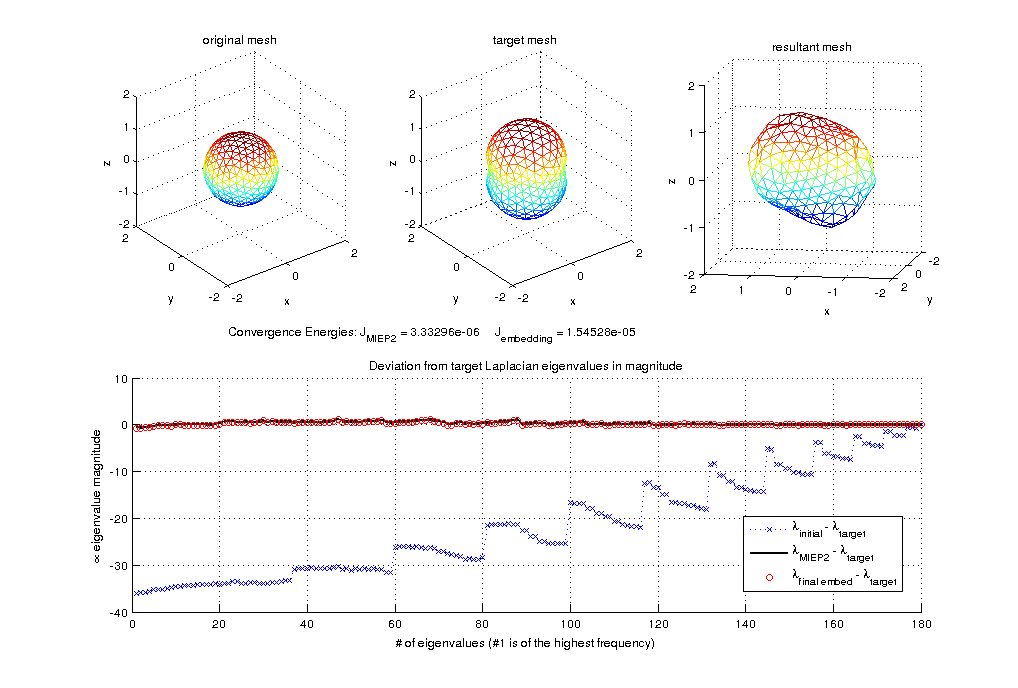 original mesh
target mesh
resultant mesh
2
1
0
-1
-2
z
2
0
-2
y
-2
0
2
x
2
1
0
-1
-2
z
2
0
-2
y
-2
0
2
x
2
1
0
-1
-2
z
2
1
0
-1
-2
x
2
0
-2
y
Convergence Energies: J_MIEP2 = 3.33296e-06 J_embedding = 1.54528e-05
Deviation from target Laplacian eigenvalues in magnitude
10
0
-10
-20
-30
-40
∝ eigenvalue magnitude
λ_initial - λ_target
λ_MIEP2 - λ_target
λ_final embed - λ_target
0 20 40 60 80 100 120 140 160 180
# of eigenvalues (#1 is of the highest frequency)